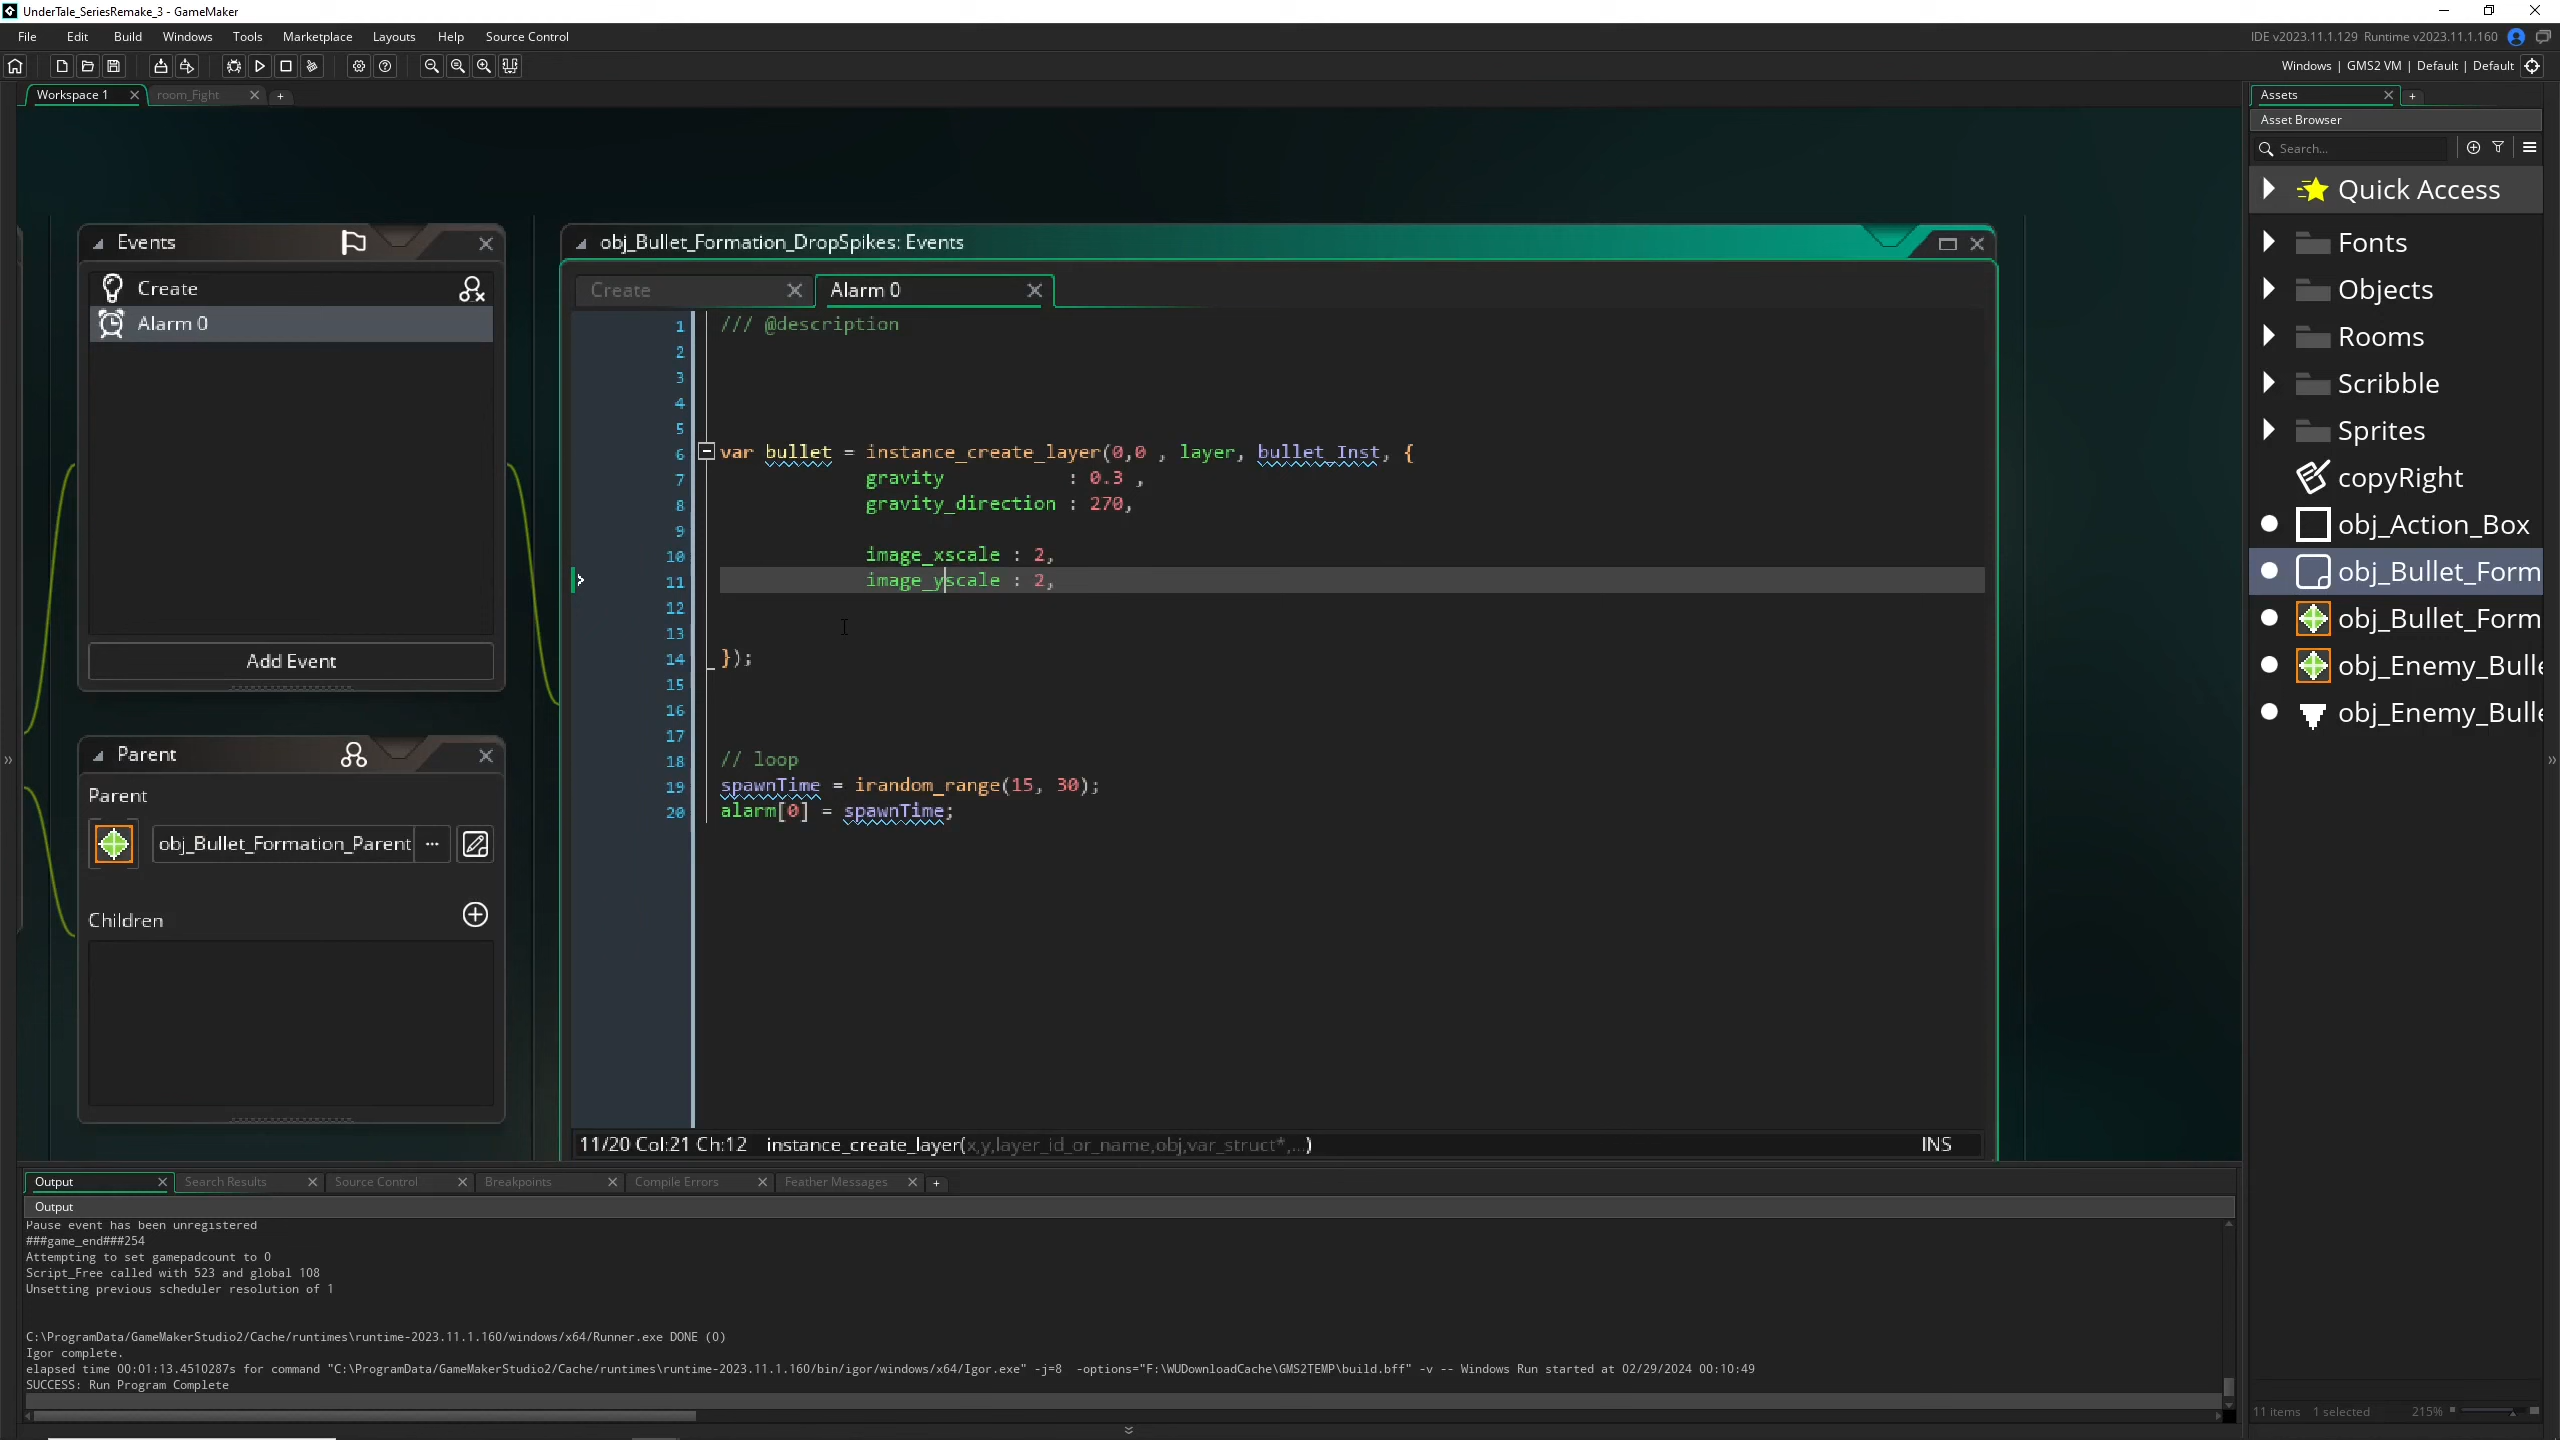 UnderTale_SeriesRemake_3 - GameMaker
File Edit Build Windows Tools Marketplace Layouts Help Source Control
IDE v2023.11.1.129 Runtime v2023.11.1.160
Windows | GMS2 VM | Default | Default
Workspace 1
room_Fight
Events
Create
Alarm 0
Add Event
Parent
Parent
obj_Bullet_Formation_Parent
...
Children
obj_Bullet_Formation_DropSpikes: Events
Create
Alarm 0
1 /// @description
2
3
4
5
6 var bullet = instance_create_layer(0,0 , layer, bullet_Inst, {
7 gravity : 0.3 ,
8 gravity_direction : 270,
9
10 image_xscale : 2,
11 image_yscale : 2,
12
13
14 });
15
16
17
18 // loop
19 spawnTime = irandom_range(15, 30);
20 alarm[0] = spawnTime;
11/20 Col:21 Ch:12 instance_create_layer(x,y,layer_id_or_name,obj,var_struct*,...) INS
Assets
Asset Browser
Search...
Quick Access
Fonts
Objects
Rooms
Scribble
Sprites
copyRight
obj_Action_Box
obj_Bullet_Form
obj_Bullet_Form
obj_Enemy_Bulle
obj_Enemy_Bulle
11 items 1 selected 215%
Output Search Results Source Control Breakpoints Compile Errors Feather Messages
Output
Pause event has been unregistered
###game_end###254
Attempting to set gamepadcount to 0
Script_Free called with 523 and global 108
Unsetting previous scheduler resolution of 1
C:\ProgramData/GameMakerStudio2/Cache/runtimes\runtime-2023.11.1.160/windows/x64/Runner.exe DONE (0)
Igor complete.
elapsed time 00:01:13.4510287s for command "C:\ProgramData/GameMakerStudio2/Cache/runtimes\runtime-2023.11.1.160/bin/igor/windows/x64/Igor.exe" -j=8 -options="F:\WUDownloadCache\GMS2TEMP\build.bff" -v -- Windows Run started at 02/29/2024 00:10:49
SUCCESS: Run Program Complete